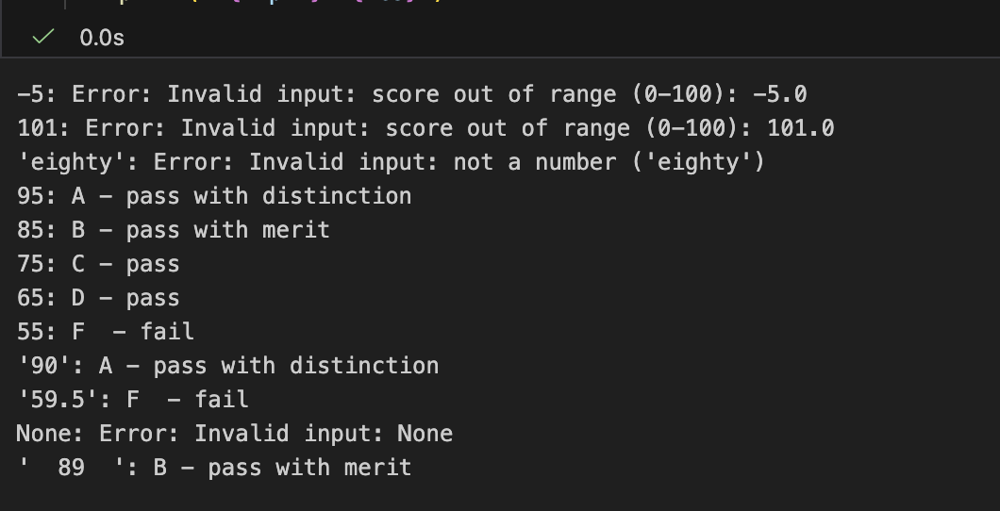 0.0s
-5: Error: Invalid input: score out of range (0-100): -5.0
101: Error: Invalid input: score out of range (0-100): 101.0
'eighty': Error: Invalid input: not a number ('eighty')
95: A - pass with distinction
85: B - pass with merit
75: C - pass
65: D - pass
55: F  - fail
'90': A - pass with distinction
'59.5': F  - fail
None: Error: Invalid input: None
'  89  ': B - pass with merit